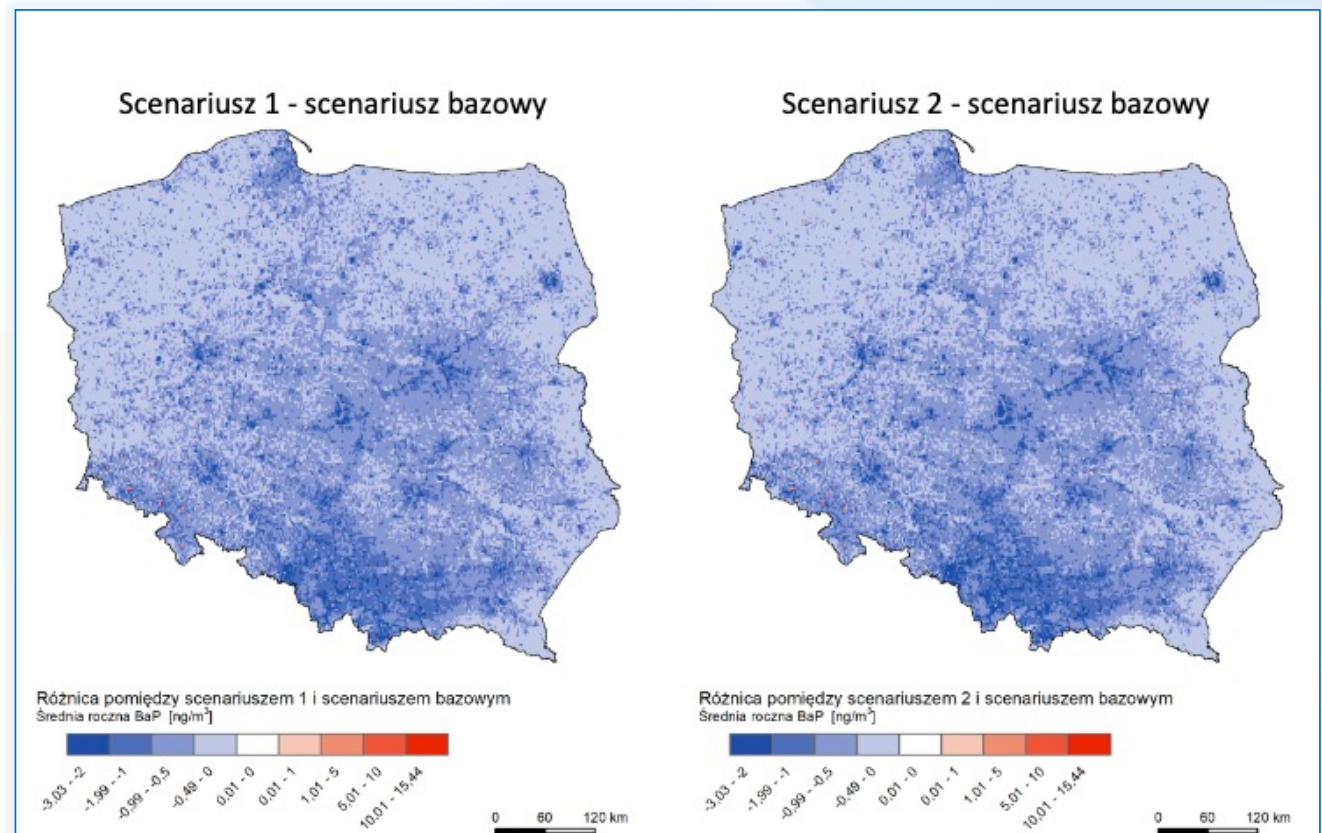 Scenariusz 1 - scenariusz bazowy
Różnica pomiędzy scenariuszem 1 i scenariuszem bazowym
Średnia roczna BaP [ng/m³]
-3,03 - -2
-1,99 - -1
-0,99 - -0,5
-0,49 - 0
0,01 - 0
0,01 - 1
1,01 - 5
5,01 - 10
10,01 - 15,44
0 60 120 km
Scenariusz 2 - scenariusz bazowy
Różnica pomiędzy scenariuszem 2 i scenariuszem bazowym
Średnia roczna BaP [ng/m³]
-3,03 - -2
-1,99 - -1
-0,99 - -0,5
-0,49 - 0
0,01 - 0
0,01 - 1
1,01 - 5
5,01 - 10
10,01 - 15,44
0 60 120 km